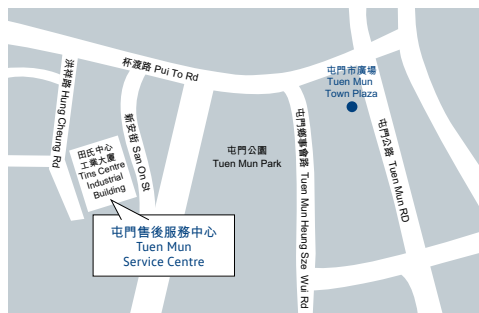 杯渡路 Pui To Rd
洪祥路 Hung Cheung Rd
新安街 San On St
田氏中心
工業大廈
Tins Centre
Industrial
Building
屯門售後服務中心
Tuen Mun
Service Centre
屯門公園
Tuen Mun Park
屯門鄉事會路 Tuen Mun Heung Sze Wui Rd
屯門市廣場
Tuen Mun
Town Plaza
屯門公路 Tuen Mun RD